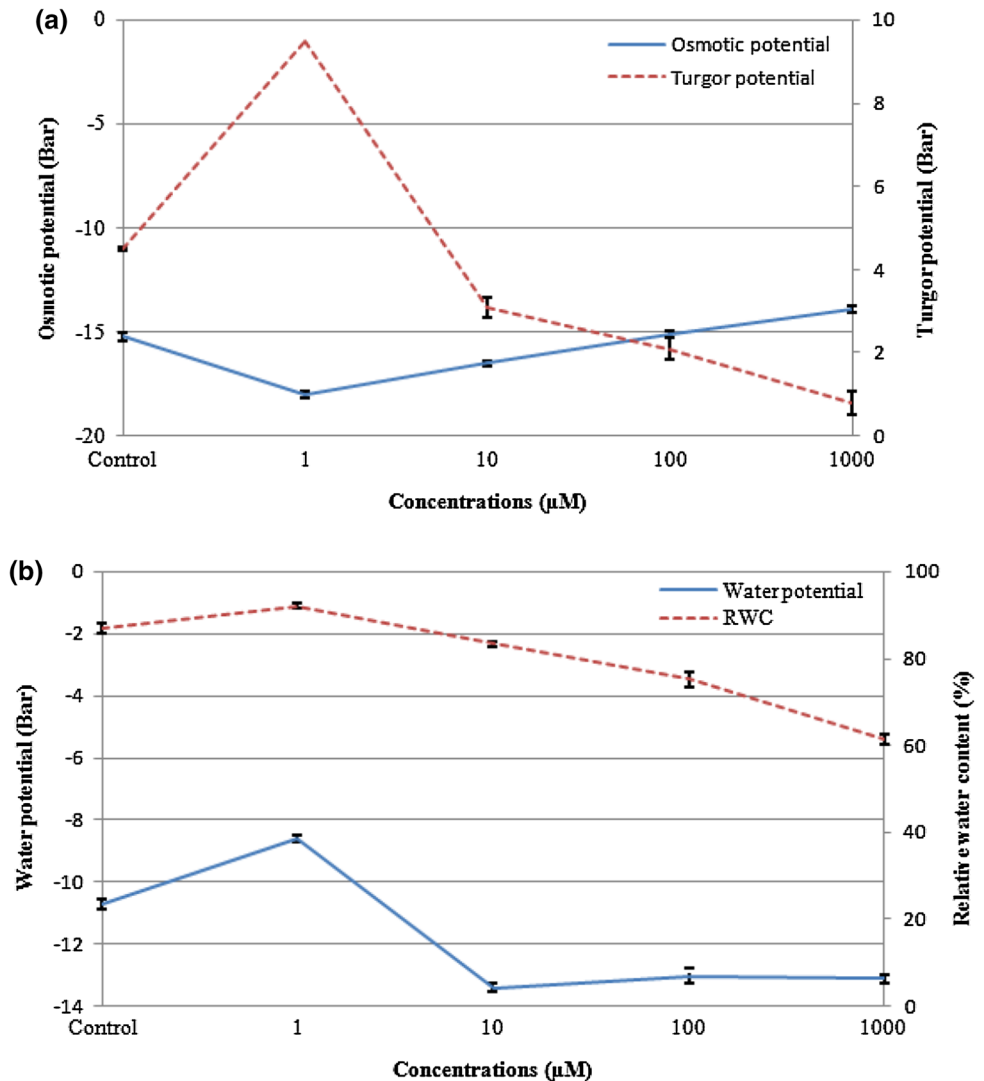 (a)
0
-5
-10
-15
-20
Osmotic potential (Bar)
Osmotic potential
Turgor potential
10
8
6
4
2
0
Turgor potential (Bar)
Control 1 10 100 1000
Concentrations (µM)
(b)
0
-2
-4
-6
-8
-10
-12
-14
Water potential (Bar)
Water potential
RWC
100
80
60
40
20
0
Relative water content (%)
Control 1 10 100 1000
Concentrations (µM)